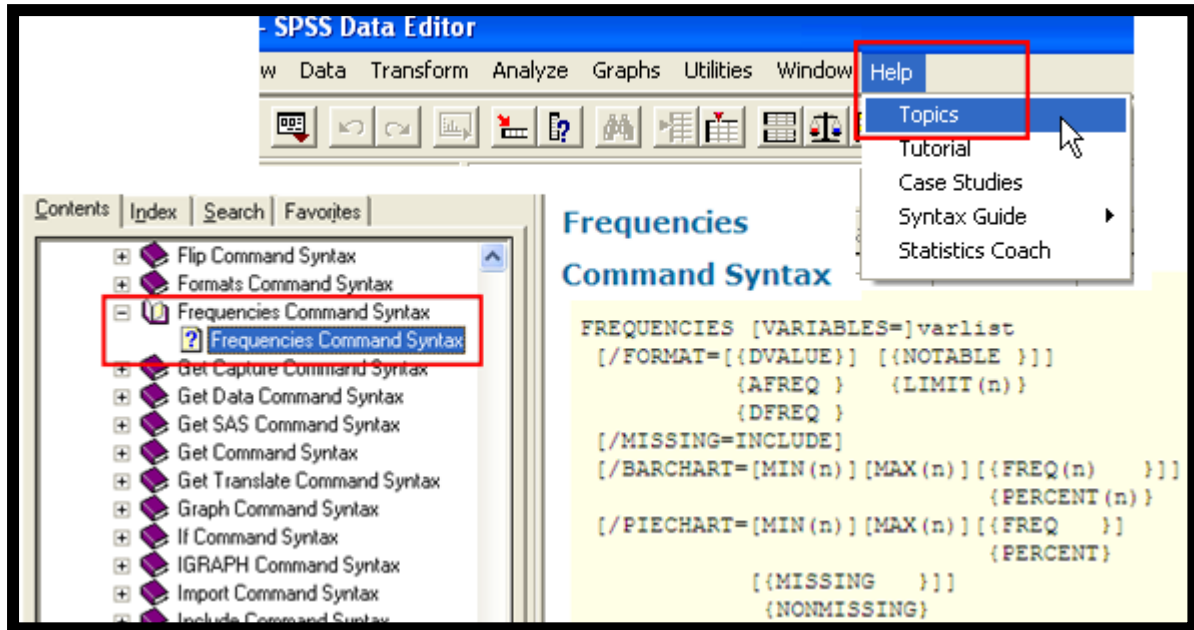 - SPSS Data Editor
w Data Transform Analyze Graphs Utilities Window Help
Topics
Tutorial
Case Studies
Syntax Guide
Statistics Coach
Contents Index Search Favorites
Flip Command Syntax
Formats Command Syntax
Frequencies Command Syntax
Frequencies Command Syntax
Get Capture Command Syntax
Get Data Command Syntax
Get SAS Command Syntax
Get Command Syntax
Get Translate Command Syntax
Graph Command Syntax
If Command Syntax
IGRAPH Command Syntax
Import Command Syntax
Include Command Syntax
Frequencies
Command Syntax
FREQUENCIES [VARIABLES=]varlist
[/FORMAT=[{DVALUE}] [{NOTABLE }]]
{AFREQ } {LIMIT(n)}
{DFREQ }
[/MISSING=INCLUDE]
[/BARCHART=[MIN(n)][MAX(n)][{FREQ(n) }]]
{PERCENT(n)}
[/PIECHART=[MIN(n)][MAX(n)][{FREQ }]
{PERCENT}
[{MISSING }]]
{NONMISSING}